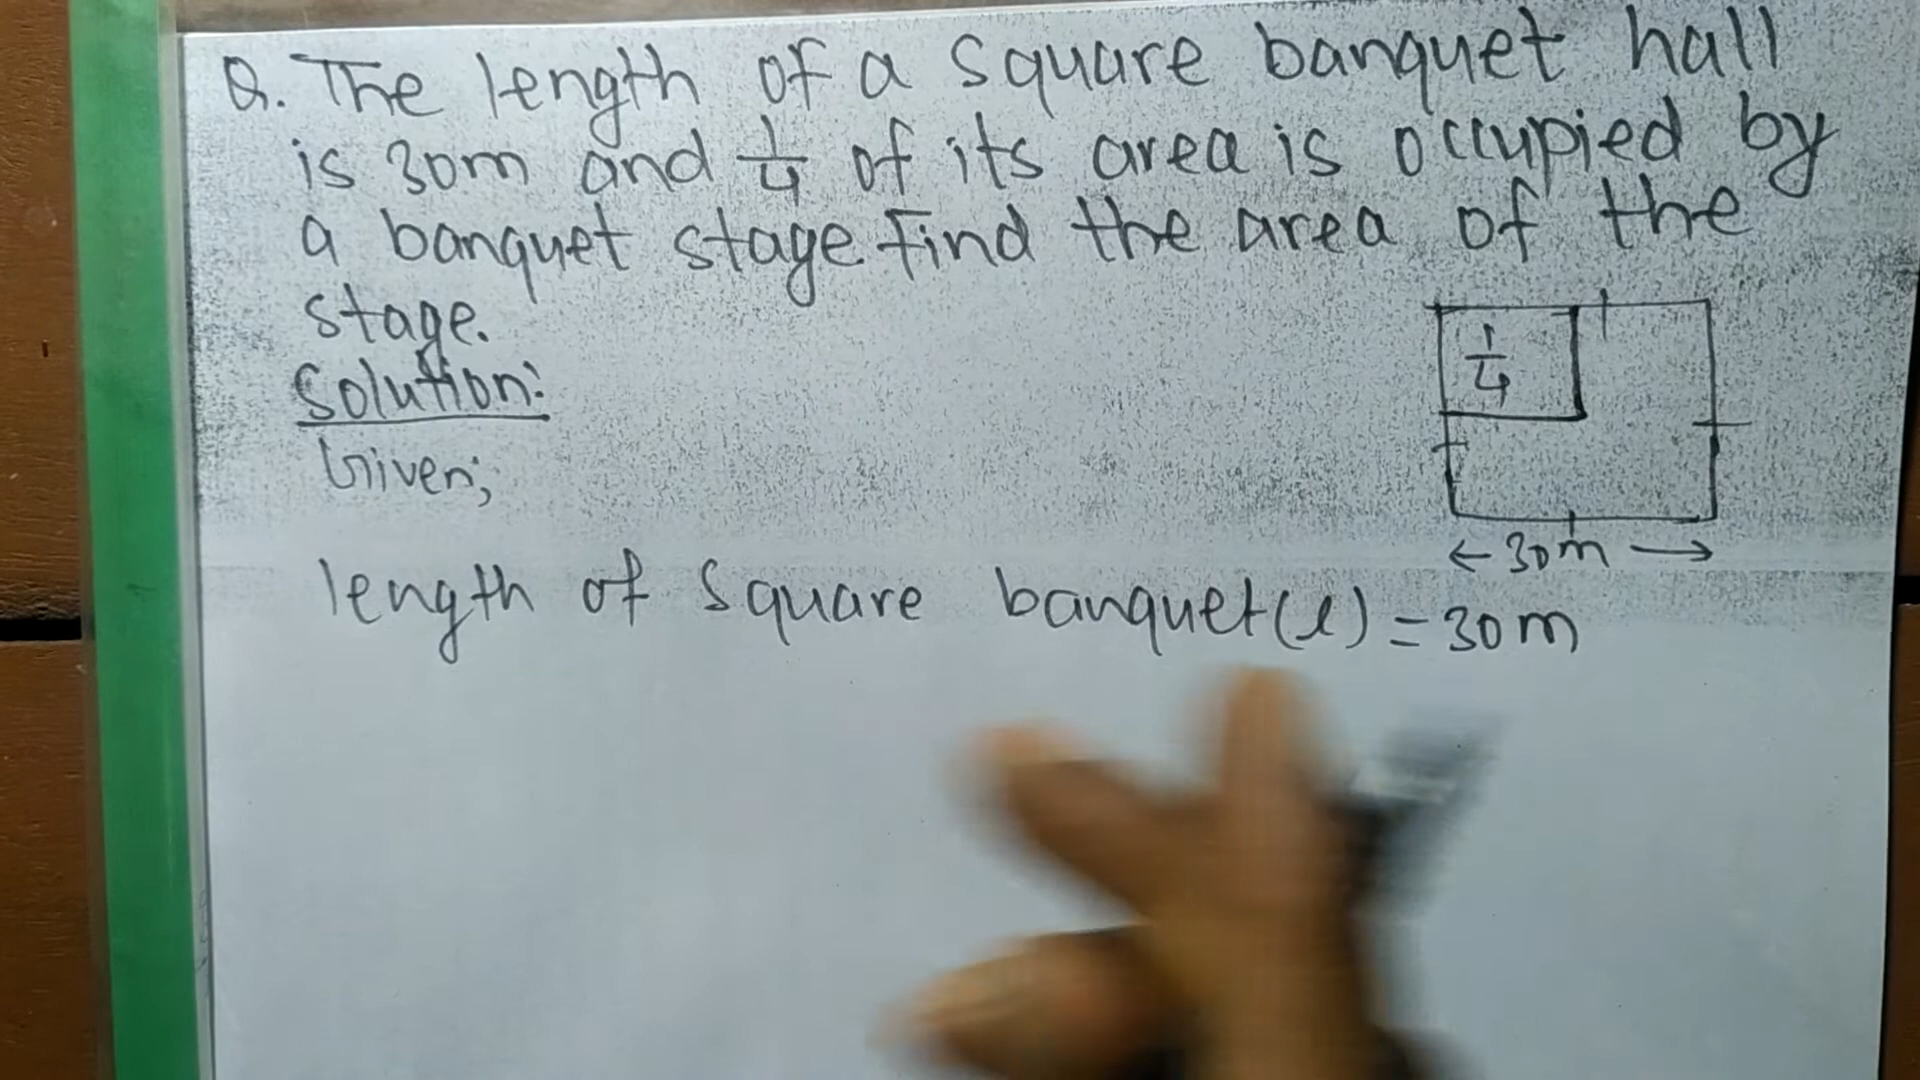 Q. The length of a square banquet hall
is 30m and 1/4 of its area is occupied by
a banquet stage. Find the area of the
stage.
Solution:
Given;
length of square banquet (l) = 30m
1/4
← 30m →